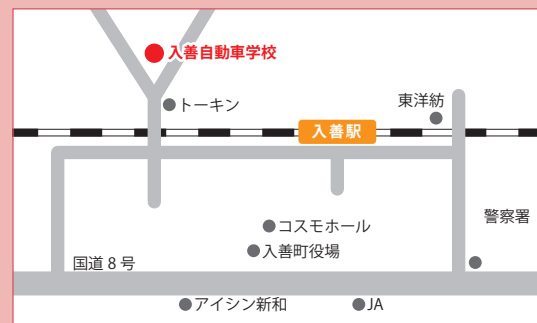 入善自動車学校
トーキン
東洋紡
入善駅
警察署
コスモホール
入善町役場
国道8号
アイシン新和
JA